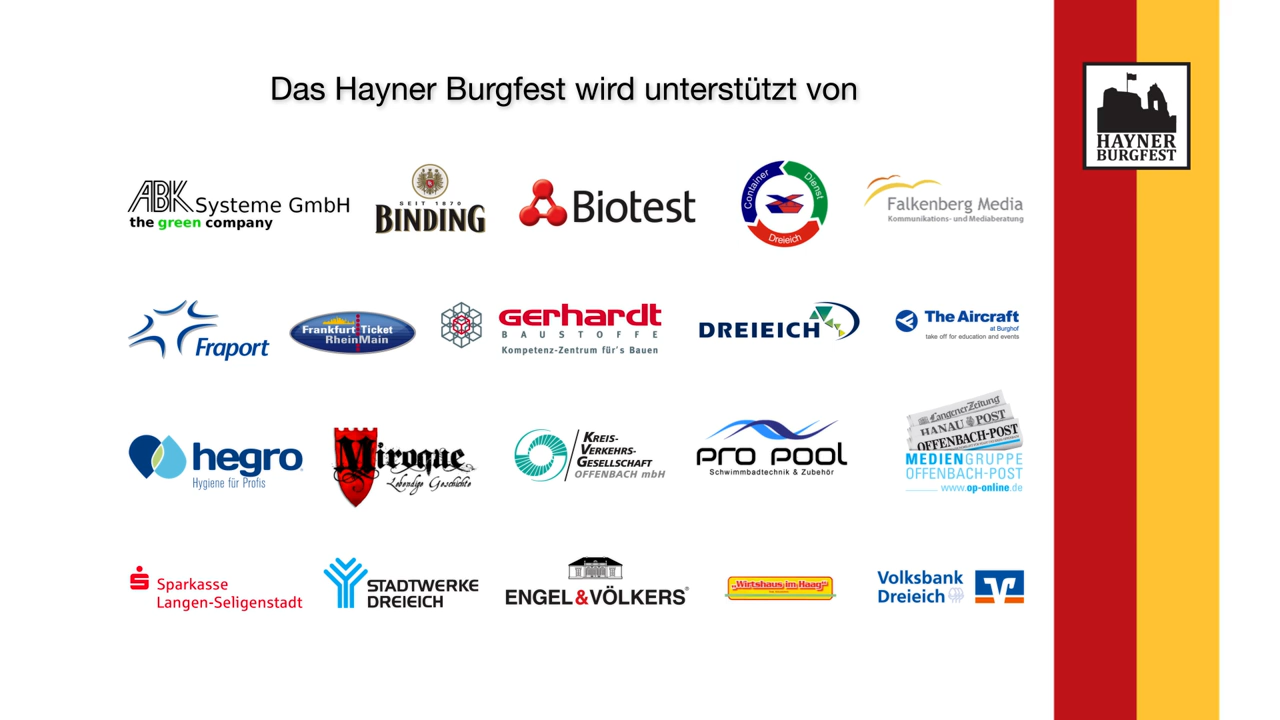 Das Hayner Burgfest wird unterstützt von
HAYNER
BURGFEST
ABK Systeme GmbH
the green company
SEIT 1870
BINDING
Biotest
Container Dienst Dreieich
Falkenberg Media
Kommunikations- und Mediaberatung
Fraport
Frankfurt Ticket
RheinMain
Gerhardt
BAUSTOFFE
Kompetenz-Zentrum für's Bauen
DREIEICH
The Aircraft
at Burghof
take off for education and events
hegro
Hygiene für Profis
Miroque
Lebendige Geschichte
KREIS-
VERKEHRS-
GESELLSCHAFT
OFFENBACH mbH
PRO POOL
Schwimmbadtechnik & Zubehör
Langener Zeitung
HANAU POST
OFFENBACH-POST
MEDIENGRUPPE
OFFENBACH-POST
www.op-online.de
Sparkasse
Langen-Seligenstadt
STADTWERKE
DREIEICH
ENGEL&VÖLKERS®
„Wirtshaus im Haag“
Volksbank
Dreieich